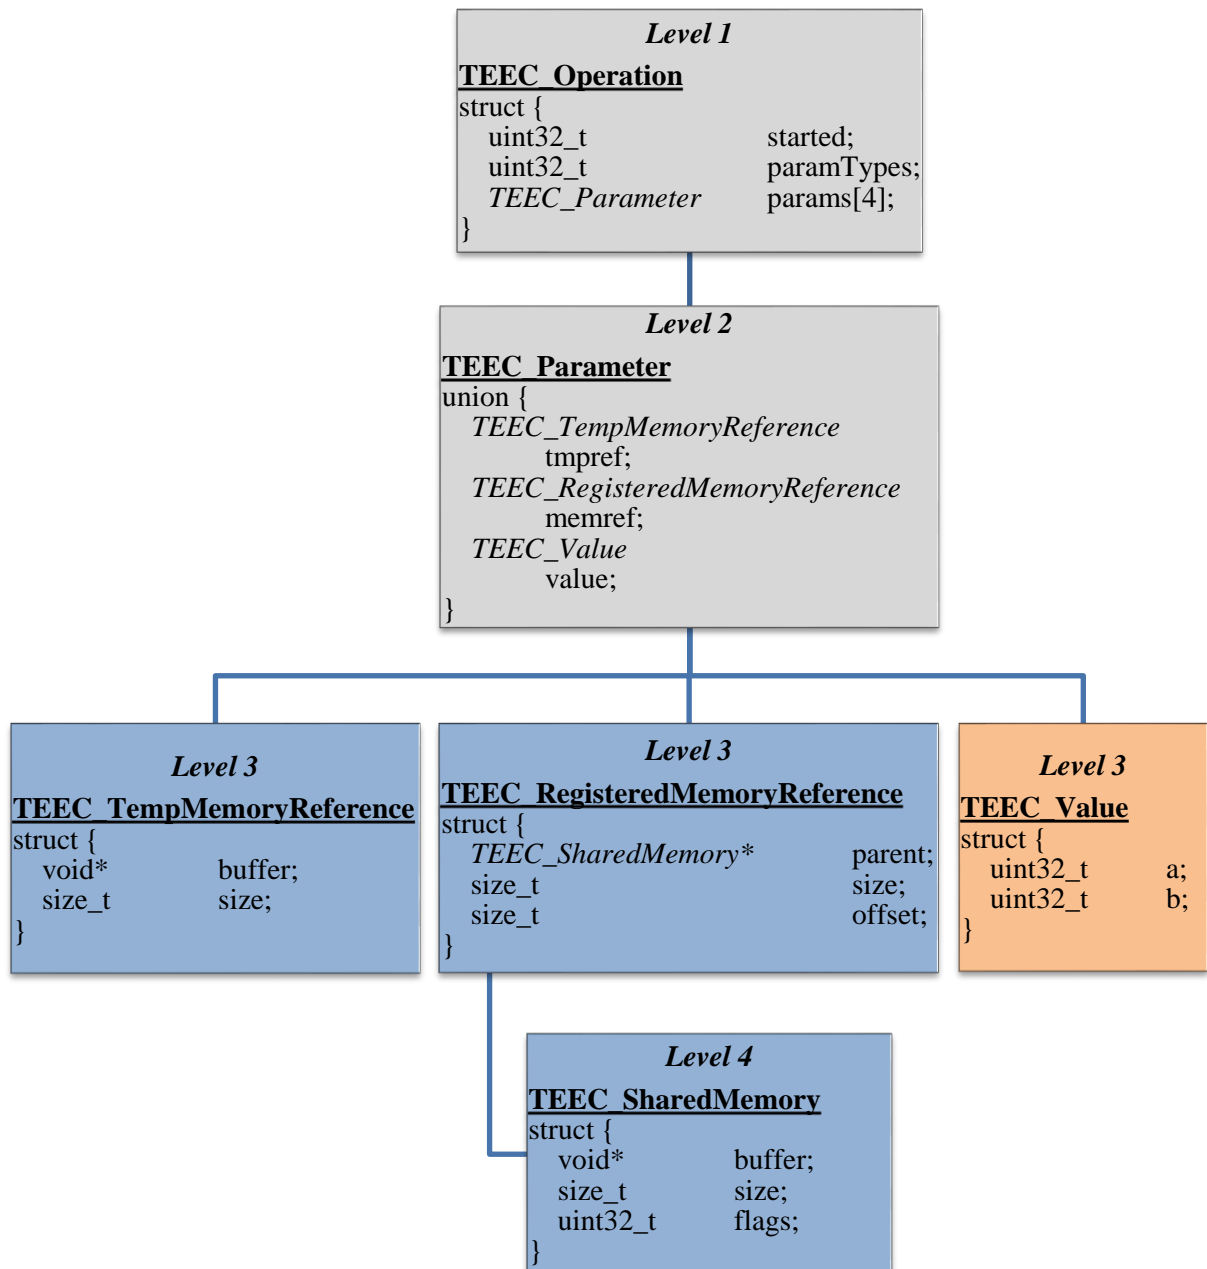 Level 1
TEEC_Operation
struct {
uint32_t started;
uint32_t paramTypes;
TEEC_Parameter params[4];
}
Level 2
TEEC_Parameter
union {
TEEC_TempMemoryReference
tmpref;
TEEC_RegisteredMemoryReference
memref;
TEEC_Value
value;
}
Level 3
TEEC_TempMemoryReference
struct {
void* buffer;
size_t size;
}
Level 3
TEEC_RegisteredMemoryReference
struct {
TEEC_SharedMemory* parent;
size_t size;
size_t offset;
}
Level 3
TEEC_Value
struct {
uint32_t a;
uint32_t b;
}
Level 4
TEEC_SharedMemory
struct {
void* buffer;
size_t size;
uint32_t flags;
}